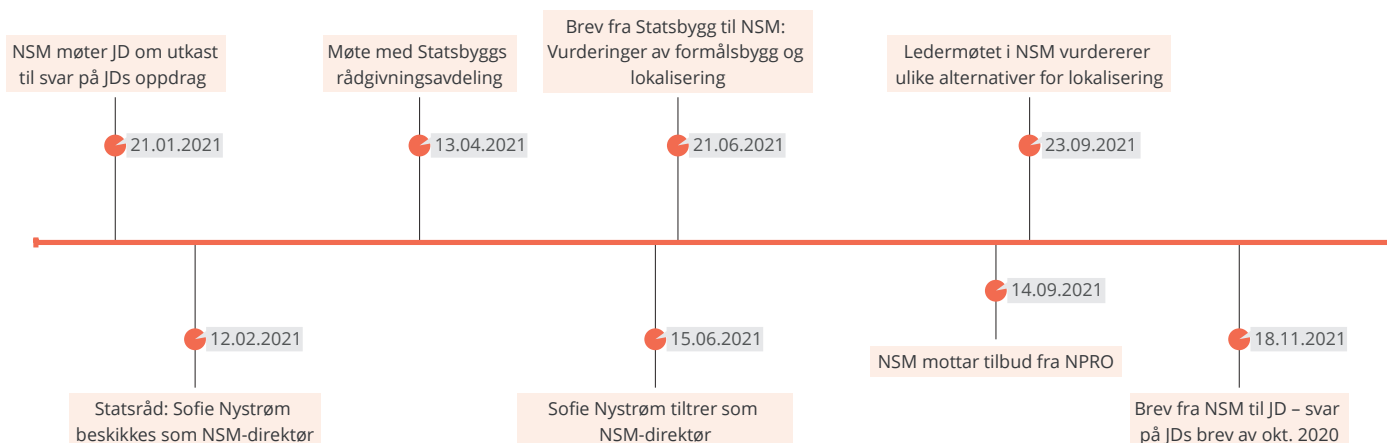 NSM møter JD om utkast
til svar på JDs oppdrag
21.01.2021
Statsråd: Sofie Nystrøm
beskikkes som NSM-direktør
12.02.2021
Møte med Statsbyggs
rådgivningsavdeling
13.04.2021
Sofie Nystrøm tiltrer som
NSM-direktør
15.06.2021
Brev fra Statsbygg til NSM:
Vurderinger av formålsbygg og
lokalisering
21.06.2021
NSM mottar tilbud fra NPRO
14.09.2021
Ledermøtet i NSM vurdererer
ulike alternativer for lokalisering
23.09.2021
Brev fra NSM til JD – svar
på JDs brev av okt. 2020
18.11.2021